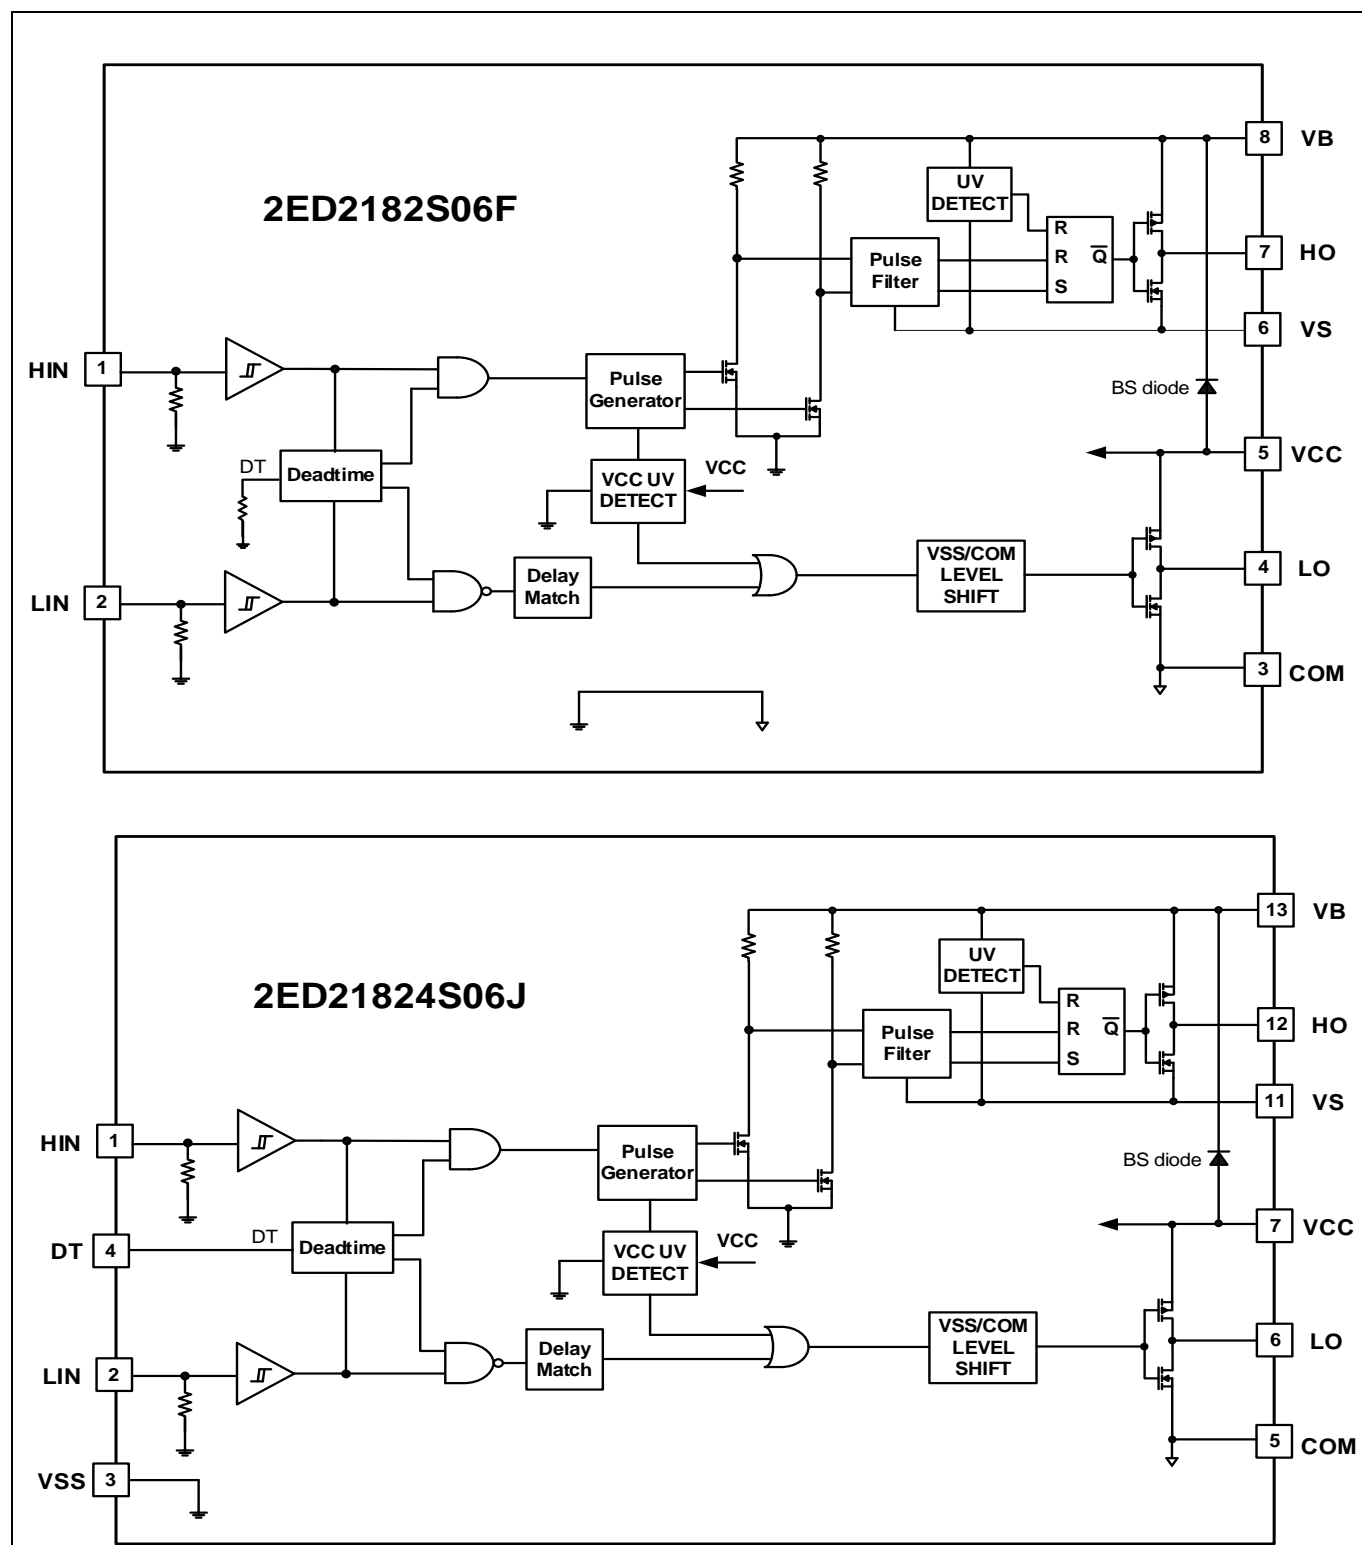 8 VB
2ED2182S06F
UV
DETECT
R
R Q̅
S
Pulse
Filter
7 HO
6 VS
HIN 1
Pulse
Generator
BS diode
DT
Deadtime
VCC UV
DETECT
VCC
5 VCC
LIN 2
Delay
Match
VSS/COM
LEVEL
SHIFT
4 LO
3 COM
13 VB
2ED21824S06J
UV
DETECT
R
R Q̅
S
Pulse
Filter
12 HO
11 VS
HIN 1
Pulse
Generator
BS diode
DT 4
DT
Deadtime
VCC UV
DETECT
VCC
7 VCC
LIN 2
Delay
Match
VSS/COM
LEVEL
SHIFT
6 LO
5 COM
VSS 3